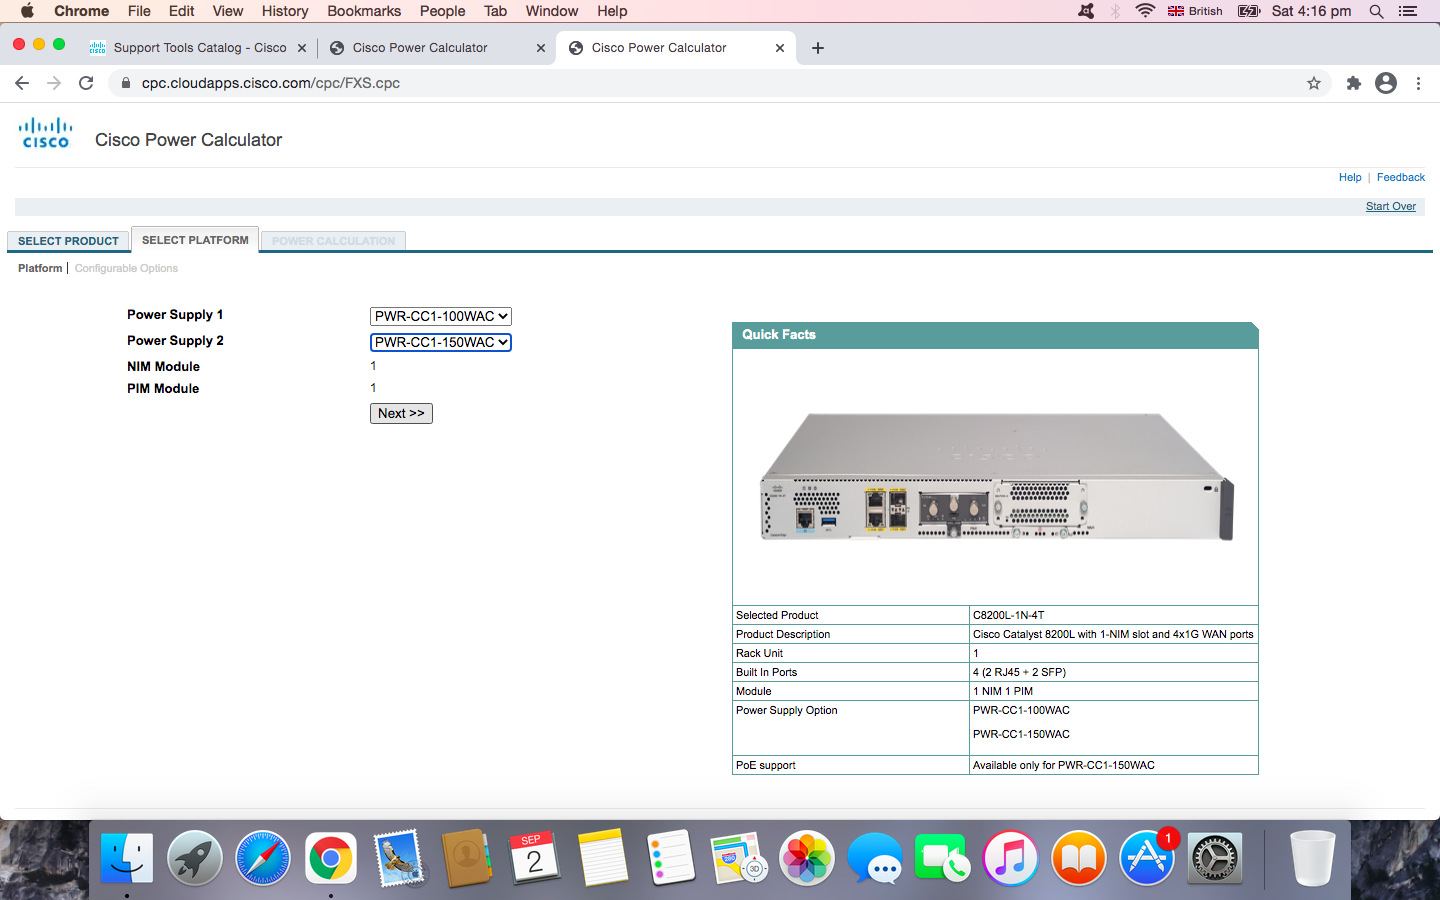 Chrome File Edit View History Bookmarks People Tab Window Help British Sat 4:16 pm
Support Tools Catalog - Cisco Cisco Power Calculator Cisco Power Calculator
cpc.cloudapps.cisco.com/cpc/FXS.cpc
CISCO Cisco Power Calculator
Help | Feedback
Start Over
SELECT PRODUCT SELECT PLATFORM POWER CALCULATION
Platform | Configurable Options
Power Supply 1 PWR-CC1-100WAC
Power Supply 2 PWR-CC1-150WAC
NIM Module 1
PIM Module 1
Next >>
Quick Facts
Selected Product C8200L-1N-4T
Product Description Cisco Catalyst 8200L with 1-NIM slot and 4x1G WAN ports
Rack Unit 1
Built In Ports 4 (2 RJ45 + 2 SFP)
Module 1 NIM 1 PIM
Power Supply Option PWR-CC1-100WAC
PWR-CC1-150WAC
PoE support Available only for PWR-CC1-150WAC
SEP
2
280
3D
1